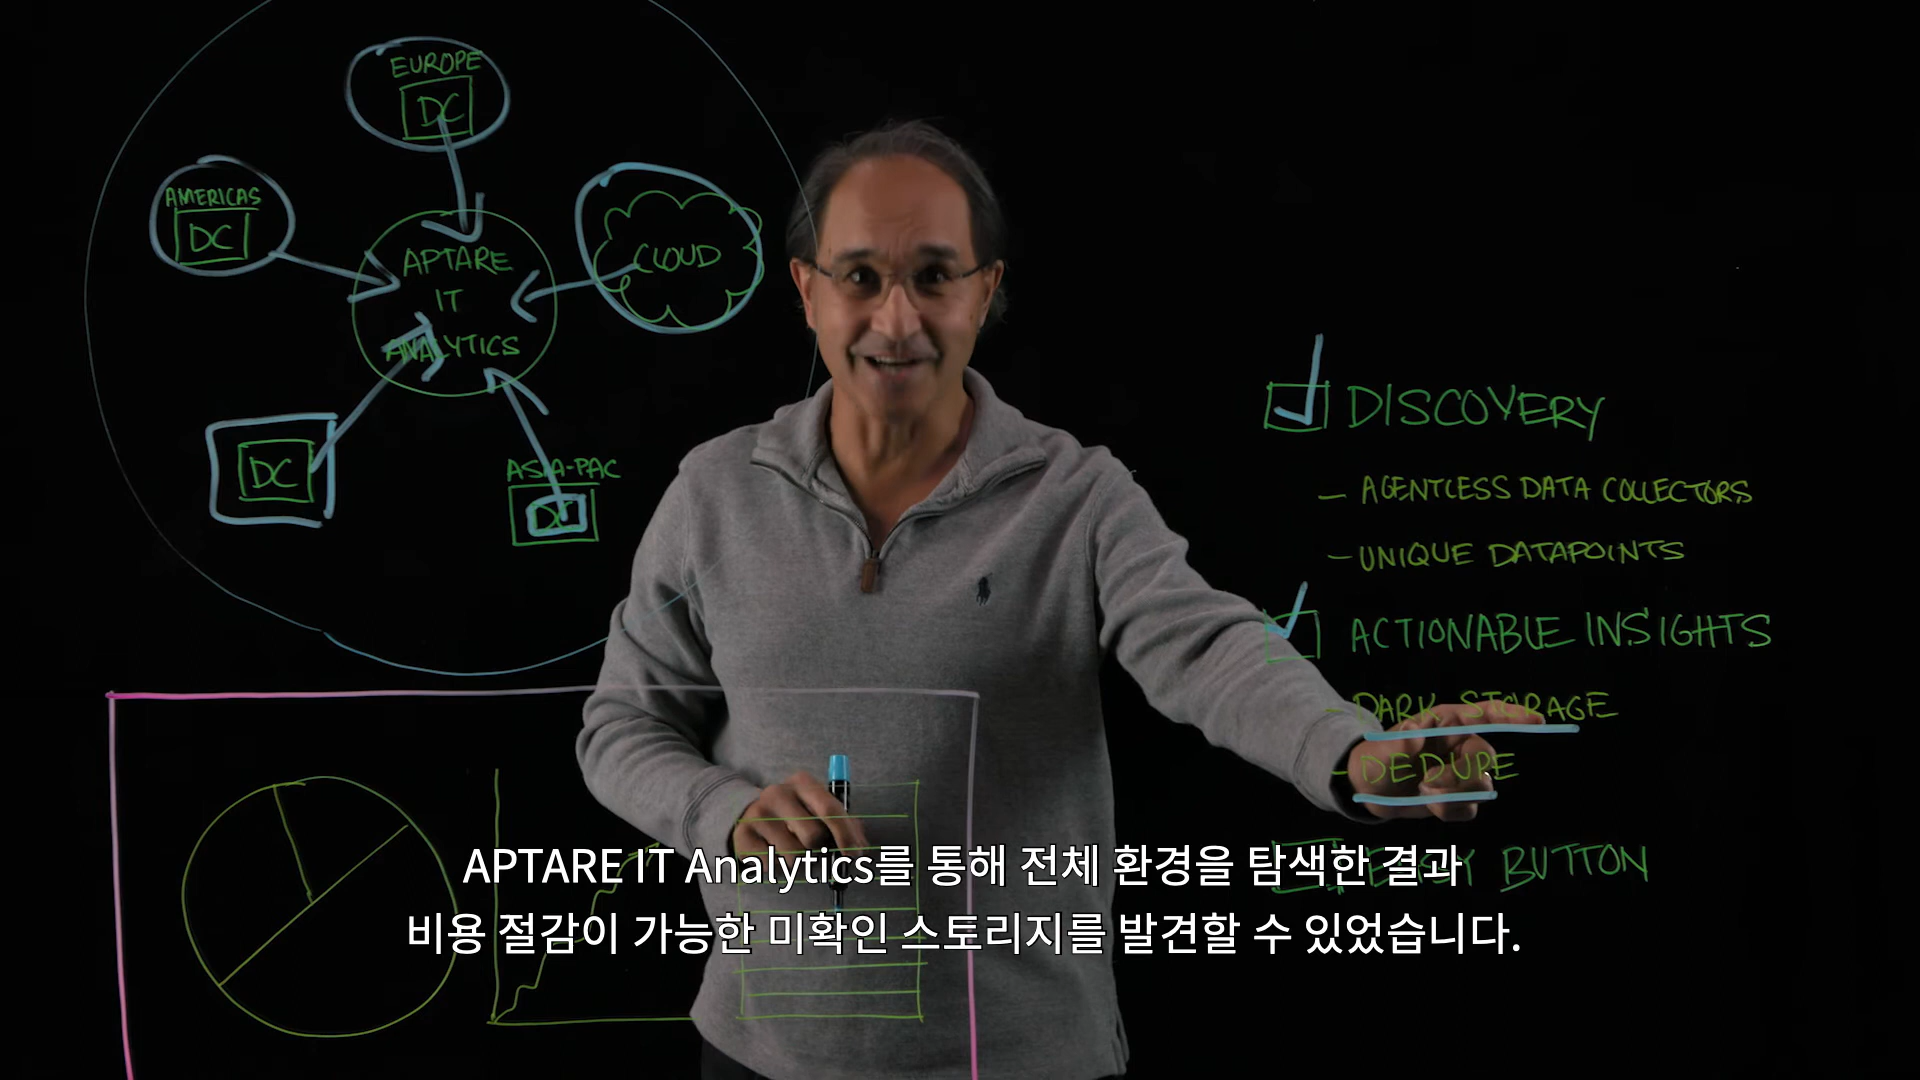 EUROPE
DC
AMERICAS
DC
CLOUD
APTARE
IT
ANALYTICS
DC
ASIA-PAC
DC
DISCOVERY
– AGENTLESS DATA COLLECTORS
– UNIQUE DATAPOINTS
ACTIONABLE INSIGHTS
– DARK STORAGE
– DEDUPE
EASY BUTTON
APTARE IT Analytics를 통해 전체 환경을 탐색한 결과
비용 절감이 가능한 미확인 스토리지를 발견할 수 있었습니다.